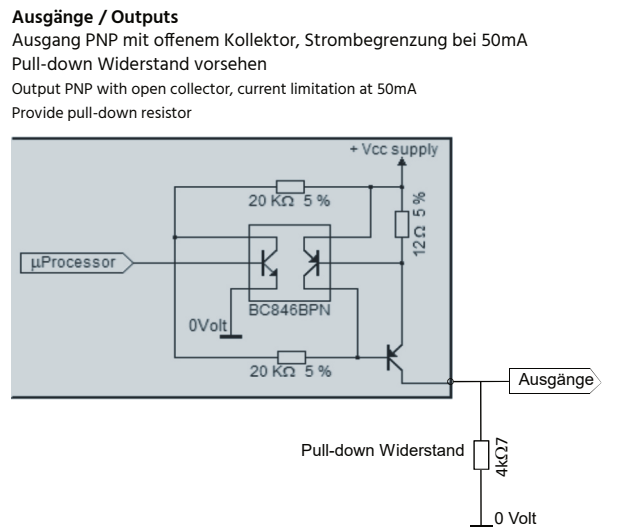 Ausgänge / Outputs
Ausgang PNP mit offenem Kollektor, Strombegrenzung bei 50mA
Pull-down Widerstand vorsehen
Output PNP with open collector, current limitation at 50mA
Provide pull-down resistor
+ Vcc supply
20 KΩ 5 %
12 Ω 5 %
µProcessor
BC846BPN
0Volt
20 KΩ 5 %
Ausgänge
Pull-down Widerstand
4kΩ7
0 Volt